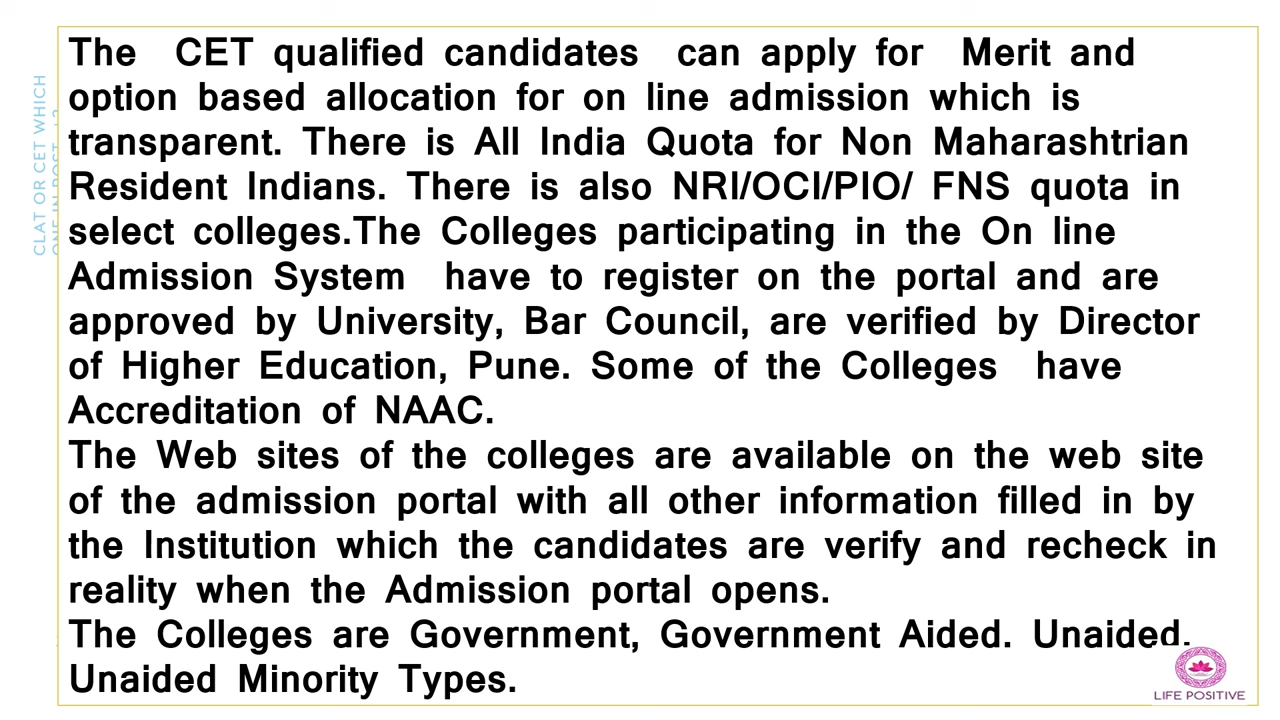 The CET qualified candidates can apply for Merit and
option based allocation for on line admission which is
transparent. There is All India Quota for Non Maharashtrian
Resident Indians. There is also NRI/OCI/PIO/ FNS quota in
select colleges.The Colleges participating in the On line
Admission System have to register on the portal and are
approved by University, Bar Council, are verified by Director
of Higher Education, Pune. Some of the Colleges have
Accreditation of NAAC.
The Web sites of the colleges are available on the web site
of the admission portal with all other information filled in by
the Institution which the candidates are verify and recheck in
reality when the Admission portal opens.
The Colleges are Government, Government Aided. Unaided.
Unaided Minority Types.
CLAT OR CET WHICH
LIFE POSITIVE